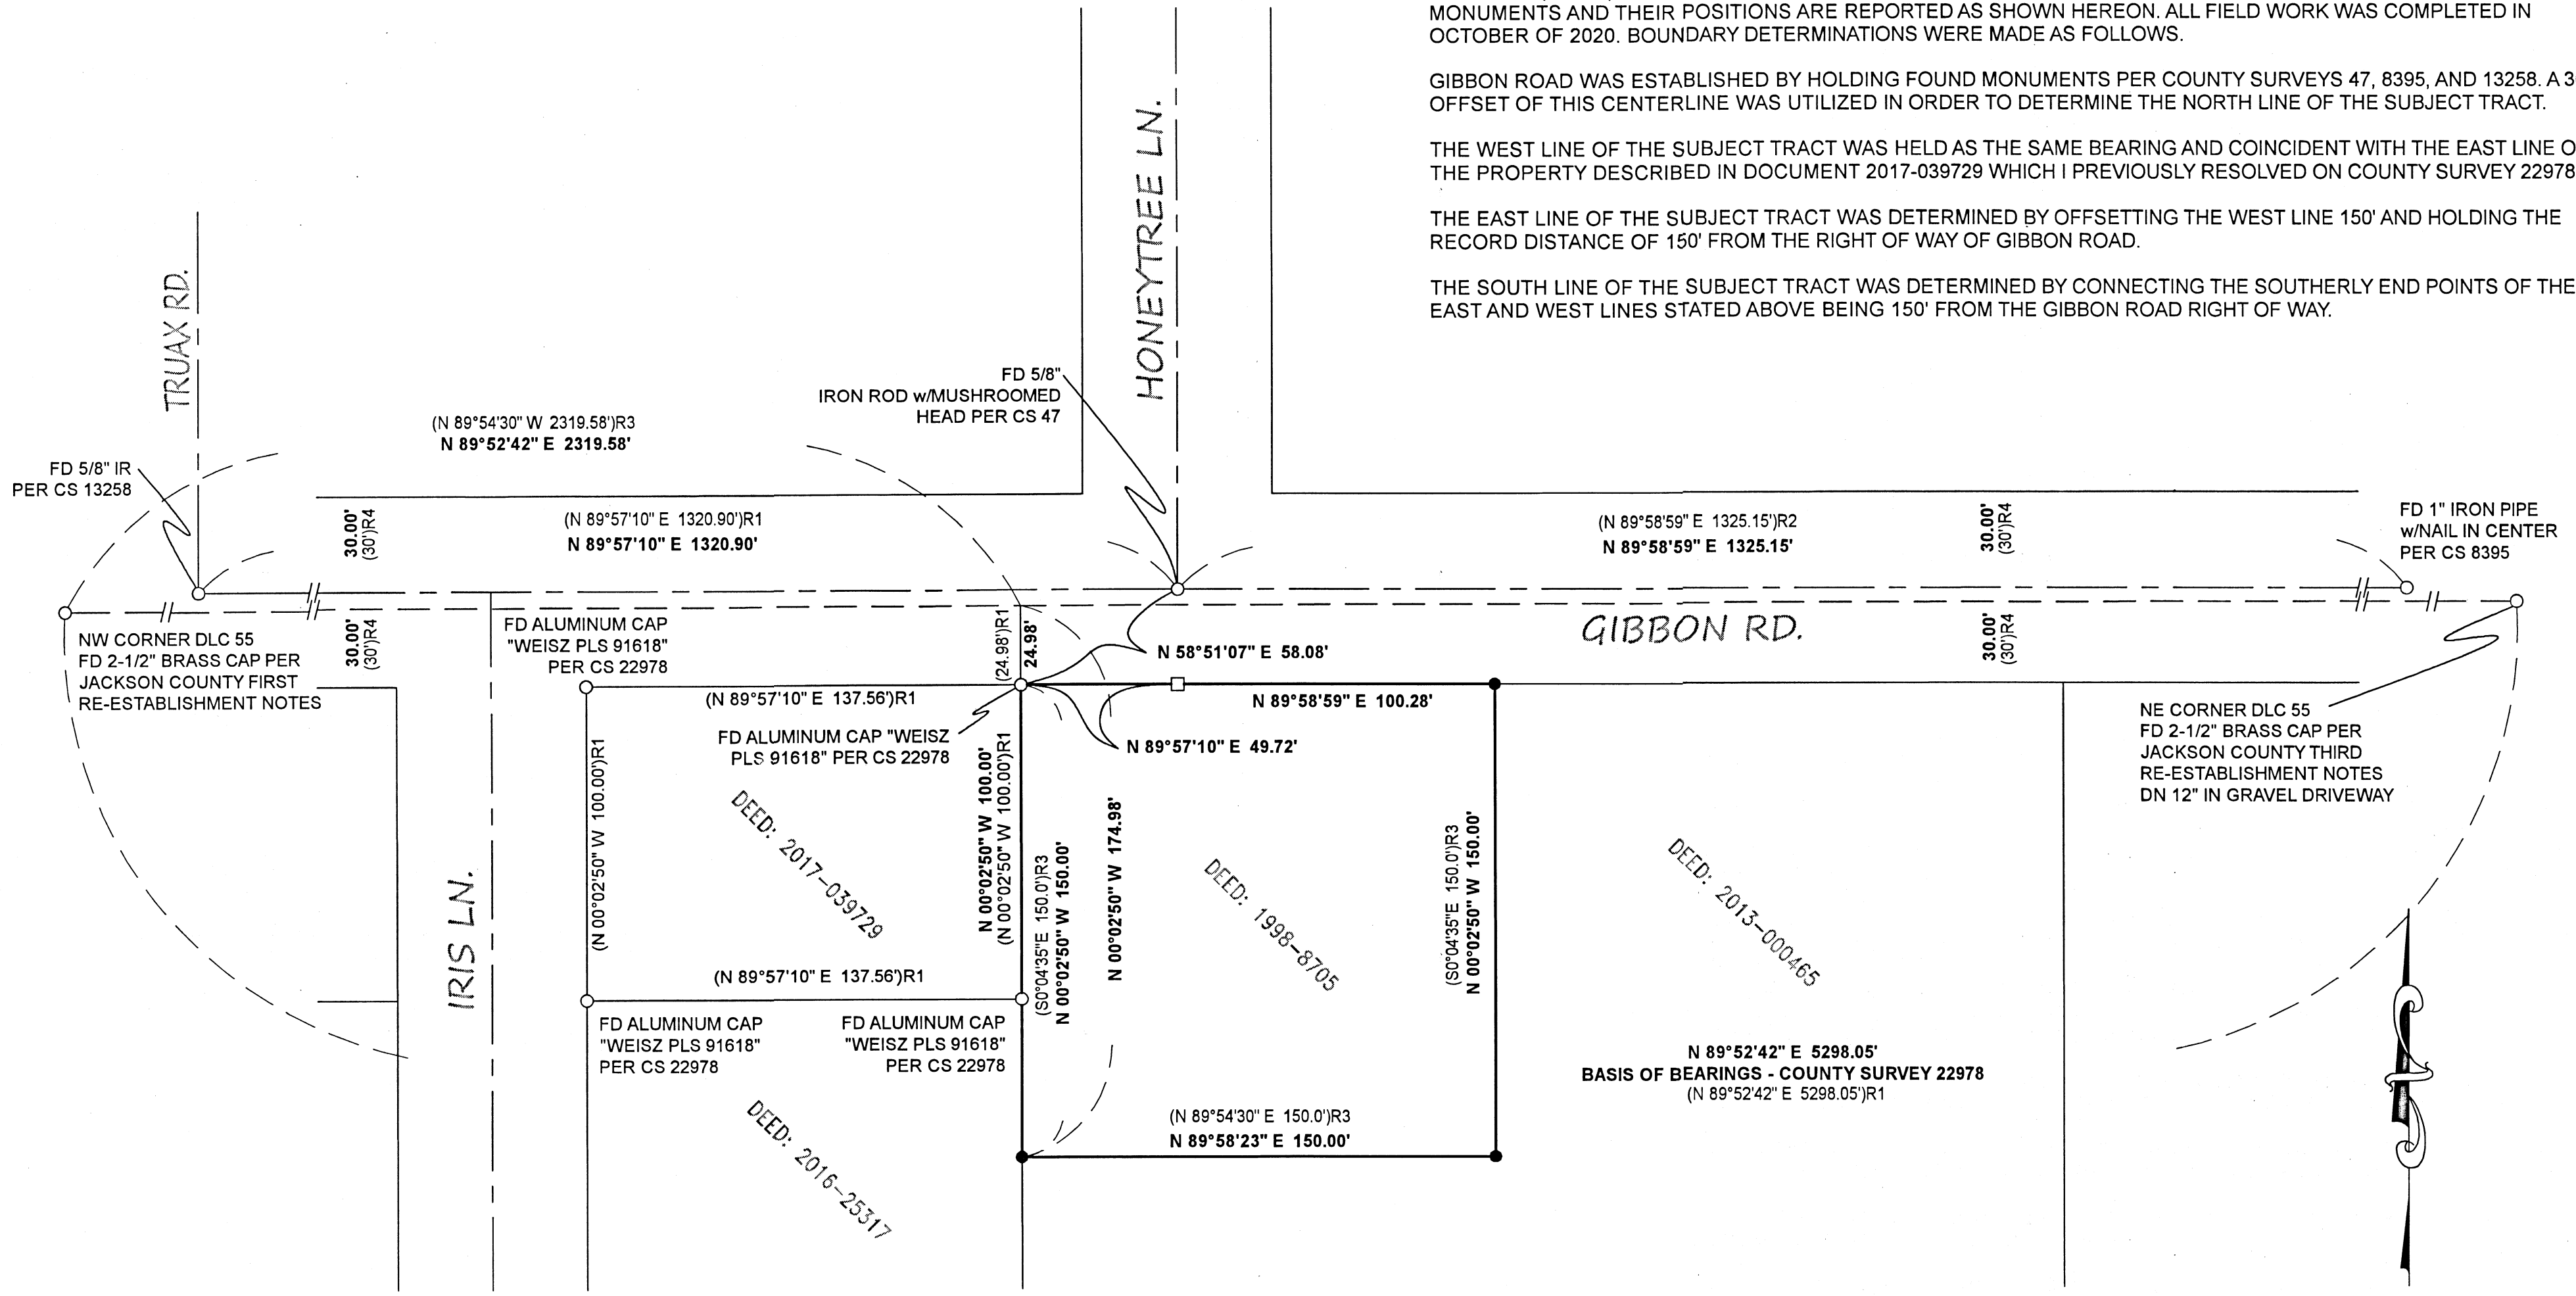 MONUMENTS AND THEIR POSITIONS ARE REPORTED AS SHOWN HEREON. ALL FIELD WORK WAS COMPLETED IN
OCTOBER OF 2020. BOUNDARY DETERMINATIONS WERE MADE AS FOLLOWS.
GIBBON ROAD WAS ESTABLISHED BY HOLDING FOUND MONUMENTS PER COUNTY SURVEYS 47, 8395, AND 13258. A 3
OFFSET OF THIS CENTERLINE WAS UTILIZED IN ORDER TO DETERMINE THE NORTH LINE OF THE SUBJECT TRACT.
THE WEST LINE OF THE SUBJECT TRACT WAS HELD AS THE SAME BEARING AND COINCIDENT WITH THE EAST LINE O
THE PROPERTY DESCRIBED IN DOCUMENT 2017-039729 WHICH I PREVIOUSLY RESOLVED ON COUNTY SURVEY 22978
THE EAST LINE OF THE SUBJECT TRACT WAS DETERMINED BY OFFSETTING THE WEST LINE 150' AND HOLDING THE
RECORD DISTANCE OF 150' FROM THE RIGHT OF WAY OF GIBBON ROAD.
THE SOUTH LINE OF THE SUBJECT TRACT WAS DETERMINED BY CONNECTING THE SOUTHERLY END POINTS OF THE
EAST AND WEST LINES STATED ABOVE BEING 150' FROM THE GIBBON ROAD RIGHT OF WAY.
TRUAX RD.
HONEYTREE LN.
FD 5/8"
IRON ROD w/MUSHROOMED
HEAD PER CS 47
(N 89°54'30" W 2319.58')R3
N 89°52'42" E 2319.58'
FD 5/8" IR
PER CS 13258
30.00'
(30')R4
(N 89°57'10" E 1320.90')R1
N 89°57'10" E 1320.90'
(N 89°58'59" E 1325.15')R2
N 89°58'59" E 1325.15'
30.00'
(30')R4
FD 1" IRON PIPE
w/NAIL IN CENTER
PER CS 8395
NW CORNER DLC 55
FD 2-1/2" BRASS CAP PER
JACKSON COUNTY FIRST
RE-ESTABLISHMENT NOTES
30.00'
(30')R4
FD ALUMINUM CAP
"WEISZ PLS 91618"
PER CS 22978
(24.98')R1
24.98'
N 58°51'07" E 58.08'
GIBBON RD.
30.00'
(30')R4
(N 89°57'10" E 137.56')R1
N 89°58'59" E 100.28'
FD ALUMINUM CAP "WEISZ
PLS 91618" PER CS 22978
N 89°57'10" E 49.72'
NE CORNER DLC 55
FD 2-1/2" BRASS CAP PER
JACKSON COUNTY THIRD
RE-ESTABLISHMENT NOTES
DN 12" IN GRAVEL DRIVEWAY
(N 00°02'50" W 100.00')R1
DEED: 2017-039729
N 00°02'50" W 100.00'
(N 00°02'50" W 100.00')R1
(S0°04'35"E 150.0')R3
N 00°02'50" W 150.00'
N 00°02'50" W 174.98'
DEED: 1998-8705
(S0°04'35"E 150.0')R3
N 00°02'50" W 150.00'
DEED: 2013-000465
IRIS LN.
(N 89°57'10" E 137.56')R1
FD ALUMINUM CAP
"WEISZ PLS 91618"
PER CS 22978
FD ALUMINUM CAP
"WEISZ PLS 91618"
PER CS 22978
N 89°52'42" E 5298.05'
BASIS OF BEARINGS - COUNTY SURVEY 22978
(N 89°52'42" E 5298.05')R1
DEED: 2016-25317
(N 89°54'30" E 150.0')R3
N 89°58'23" E 150.00'